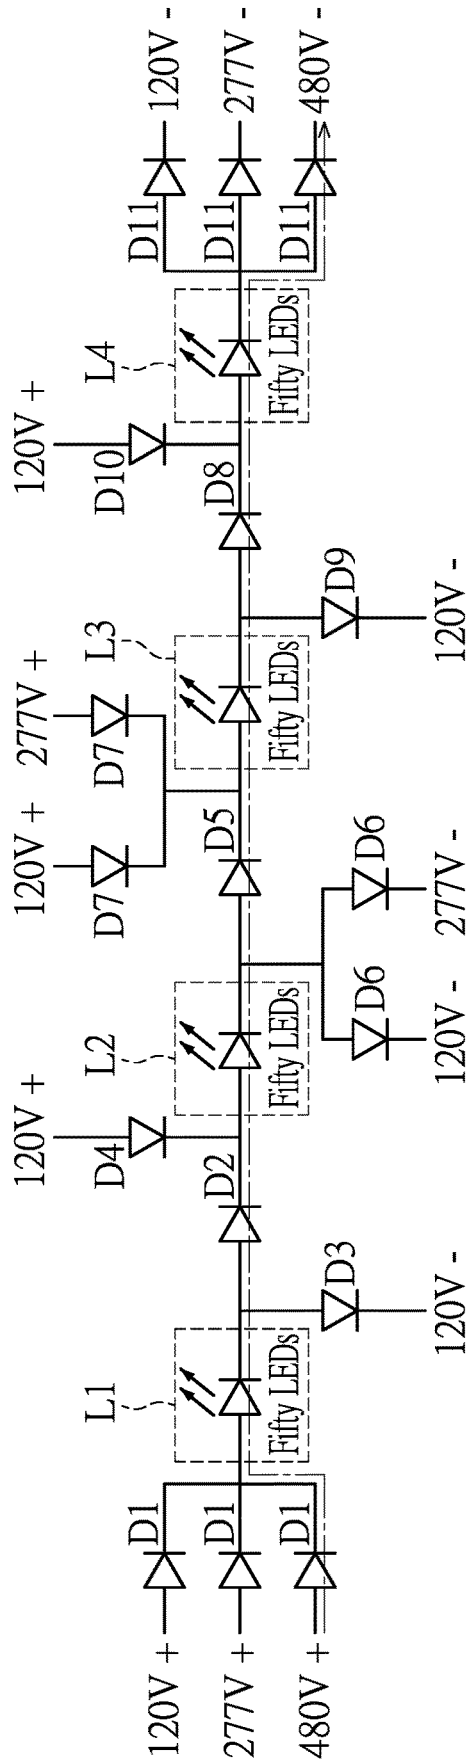 120V +
277V +
480V +
D1
D1
D1
L1
Fifty LEDs
D3
120V -
D2
120V +
D4
L2
Fifty LEDs
D6
120V -
D6
277V -
D5
120V +
D7
277V +
D7
L3
Fifty LEDs
D9
120V -
D8
120V +
D10
L4
Fifty LEDs
D11
D11
D11
120V -
277V -
480V -